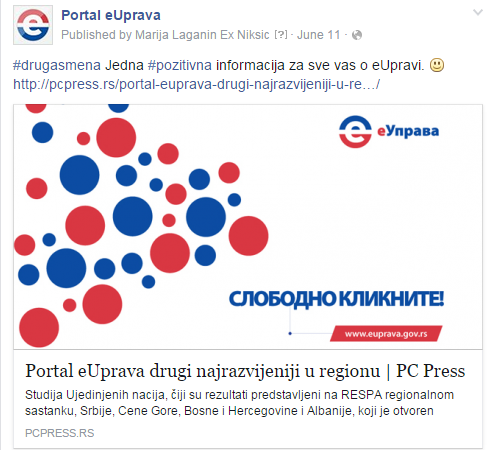 Portal eUprava
Published by Marija Laganin Ex Niksic [?] · June 11 ·
#drugasmena Jedna #pozitivna informacija za sve vas o eUpravi.
http://pcpress.rs/portal-euprava-drugi-najrazvijeniji-u-re…/
еУправа
СЛОБОДНО КЛИКНИТЕ!
www.euprava.gov.rs
Portal eUprava drugi najrazvijeniji u regionu | PC Press
Studija Ujedinjenih nacija, čiji su rezultati predstavljeni na RESPA regionalnom
sastanku, Srbije, Cene Gore, Bosne i Hercegovine i Albanije, koji je otvoren
PCPRESS.RS